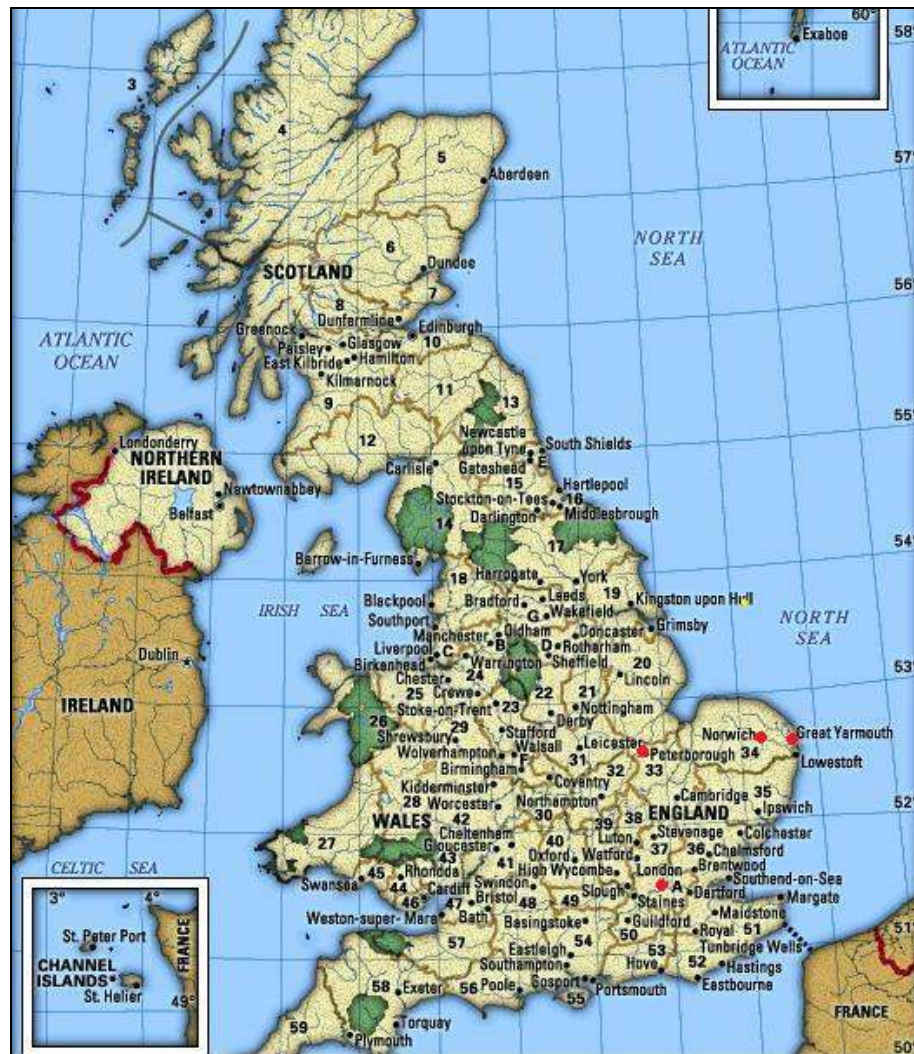 60°
Exaboe
ATLANTIC
OCEAN
58°
3
4
5
57°
Aberdeen
NORTH
SEA
6
SCOTLAND
Dundee
7
56°
8
Dunfermline
ATLANTIC
OCEAN
Greenock
Edinburgh
Glasgow
10
Paisley
Hamilton
East Kilbride
Kilmarnock
9
11
13
55°
12
Londonderry
NORTHERN
IRELAND
Newcastle
upon Tyne
South Shields
Carlisle
Gateshead
E
15
Hartlepool
Newtownabbey
Stockton-on-Tees
16
Belfast
14
Darlington
Middlesbrough
17
54°
Barrow-in-Furness
18
Harrogate
York
IRISH SEA
Blackpool
Bradford
Leeds
19
Kingston upon Hull
NORTH
SEA
Southport
G
Wakefield
Grimsby
Manchester
Oldham
Doncaster
Dublin
Liverpool
C
B
D
Rotherham
Birkenhead
Warrington
Sheffield
20
53°
Chester
24
Lincoln
25
Crewe
22
21
IRELAND
26
Stoke-on-Trent
23
Nottingham
29
Derby
Shrewsbury
Stafford
Norwich
Great Yarmouth
Wolverhampton
Walsall
Leicester
Peterborough
34
Lowestoft
Birmingham
F
31
32
33
Kidderminster
Coventry
35
28
Worcester
Northampton
Cambridge
ENGLAND
Ipswich
52°
WALES
42
30
39
38
27
Cheltenham
40
Luton
Stevenage
Colchester
Gloucester
43
41
Oxford
Watford
37
36
Chelmsford
CELTIC SEA
45
Rhondda
High Wycombe
London
Brentwood
3°
4°
Swansea
44
Cardiff
Swindon
Slough
A
Southend-on-Sea
Dartford
46
47
Bristol
48
49
Staines
Margate
Weston-super-Mare
Bath
Basingstoke
Guildford
Maidstone
St. Peter Port
FRANCE
50
Royal
51
51°
57
Eastleigh
54
Tunbridge Wells
CHANNEL
ISLANDS
Southampton
53
52
Hastings
St. Helier
58
Exeter
56
Poole
Gosport
Hove
Eastbourne
49°
55
Portsmouth
FRANCE
59
Torquay
Plymouth
50°